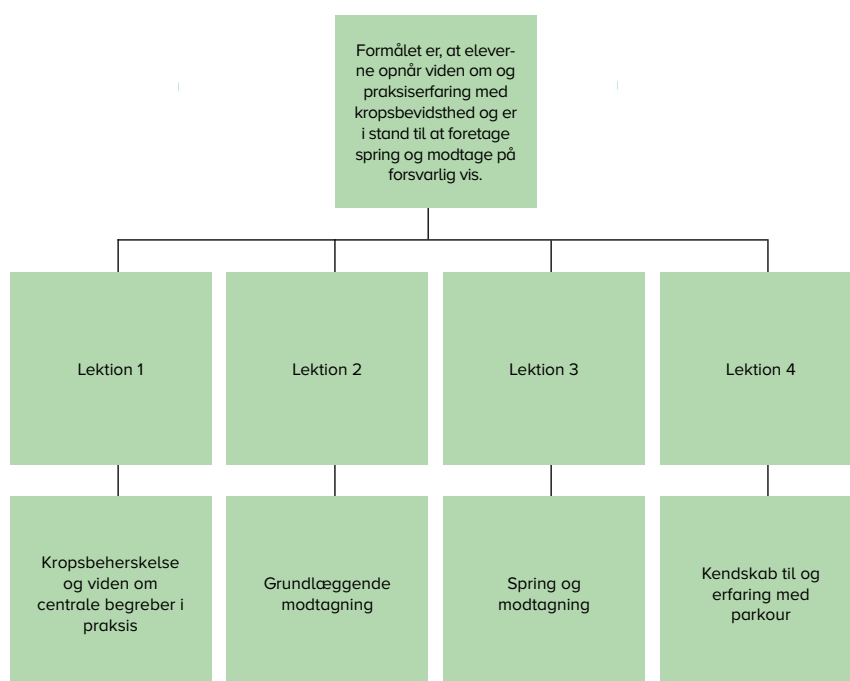 Formålet er, at elever-
ne opnår viden om og
praksiserfaring med
kropsbevidsthed og er
i stand til at foretage
spring og modtage på
forsvarlig vis.
Lektion 1
Lektion 2
Lektion 3
Lektion 4
Kropsbeherskelse
og viden om
centrale begreber i
praksis
Grundlæggende
modtagning
Spring og
modtagning
Kendskab til og
erfaring med
parkour